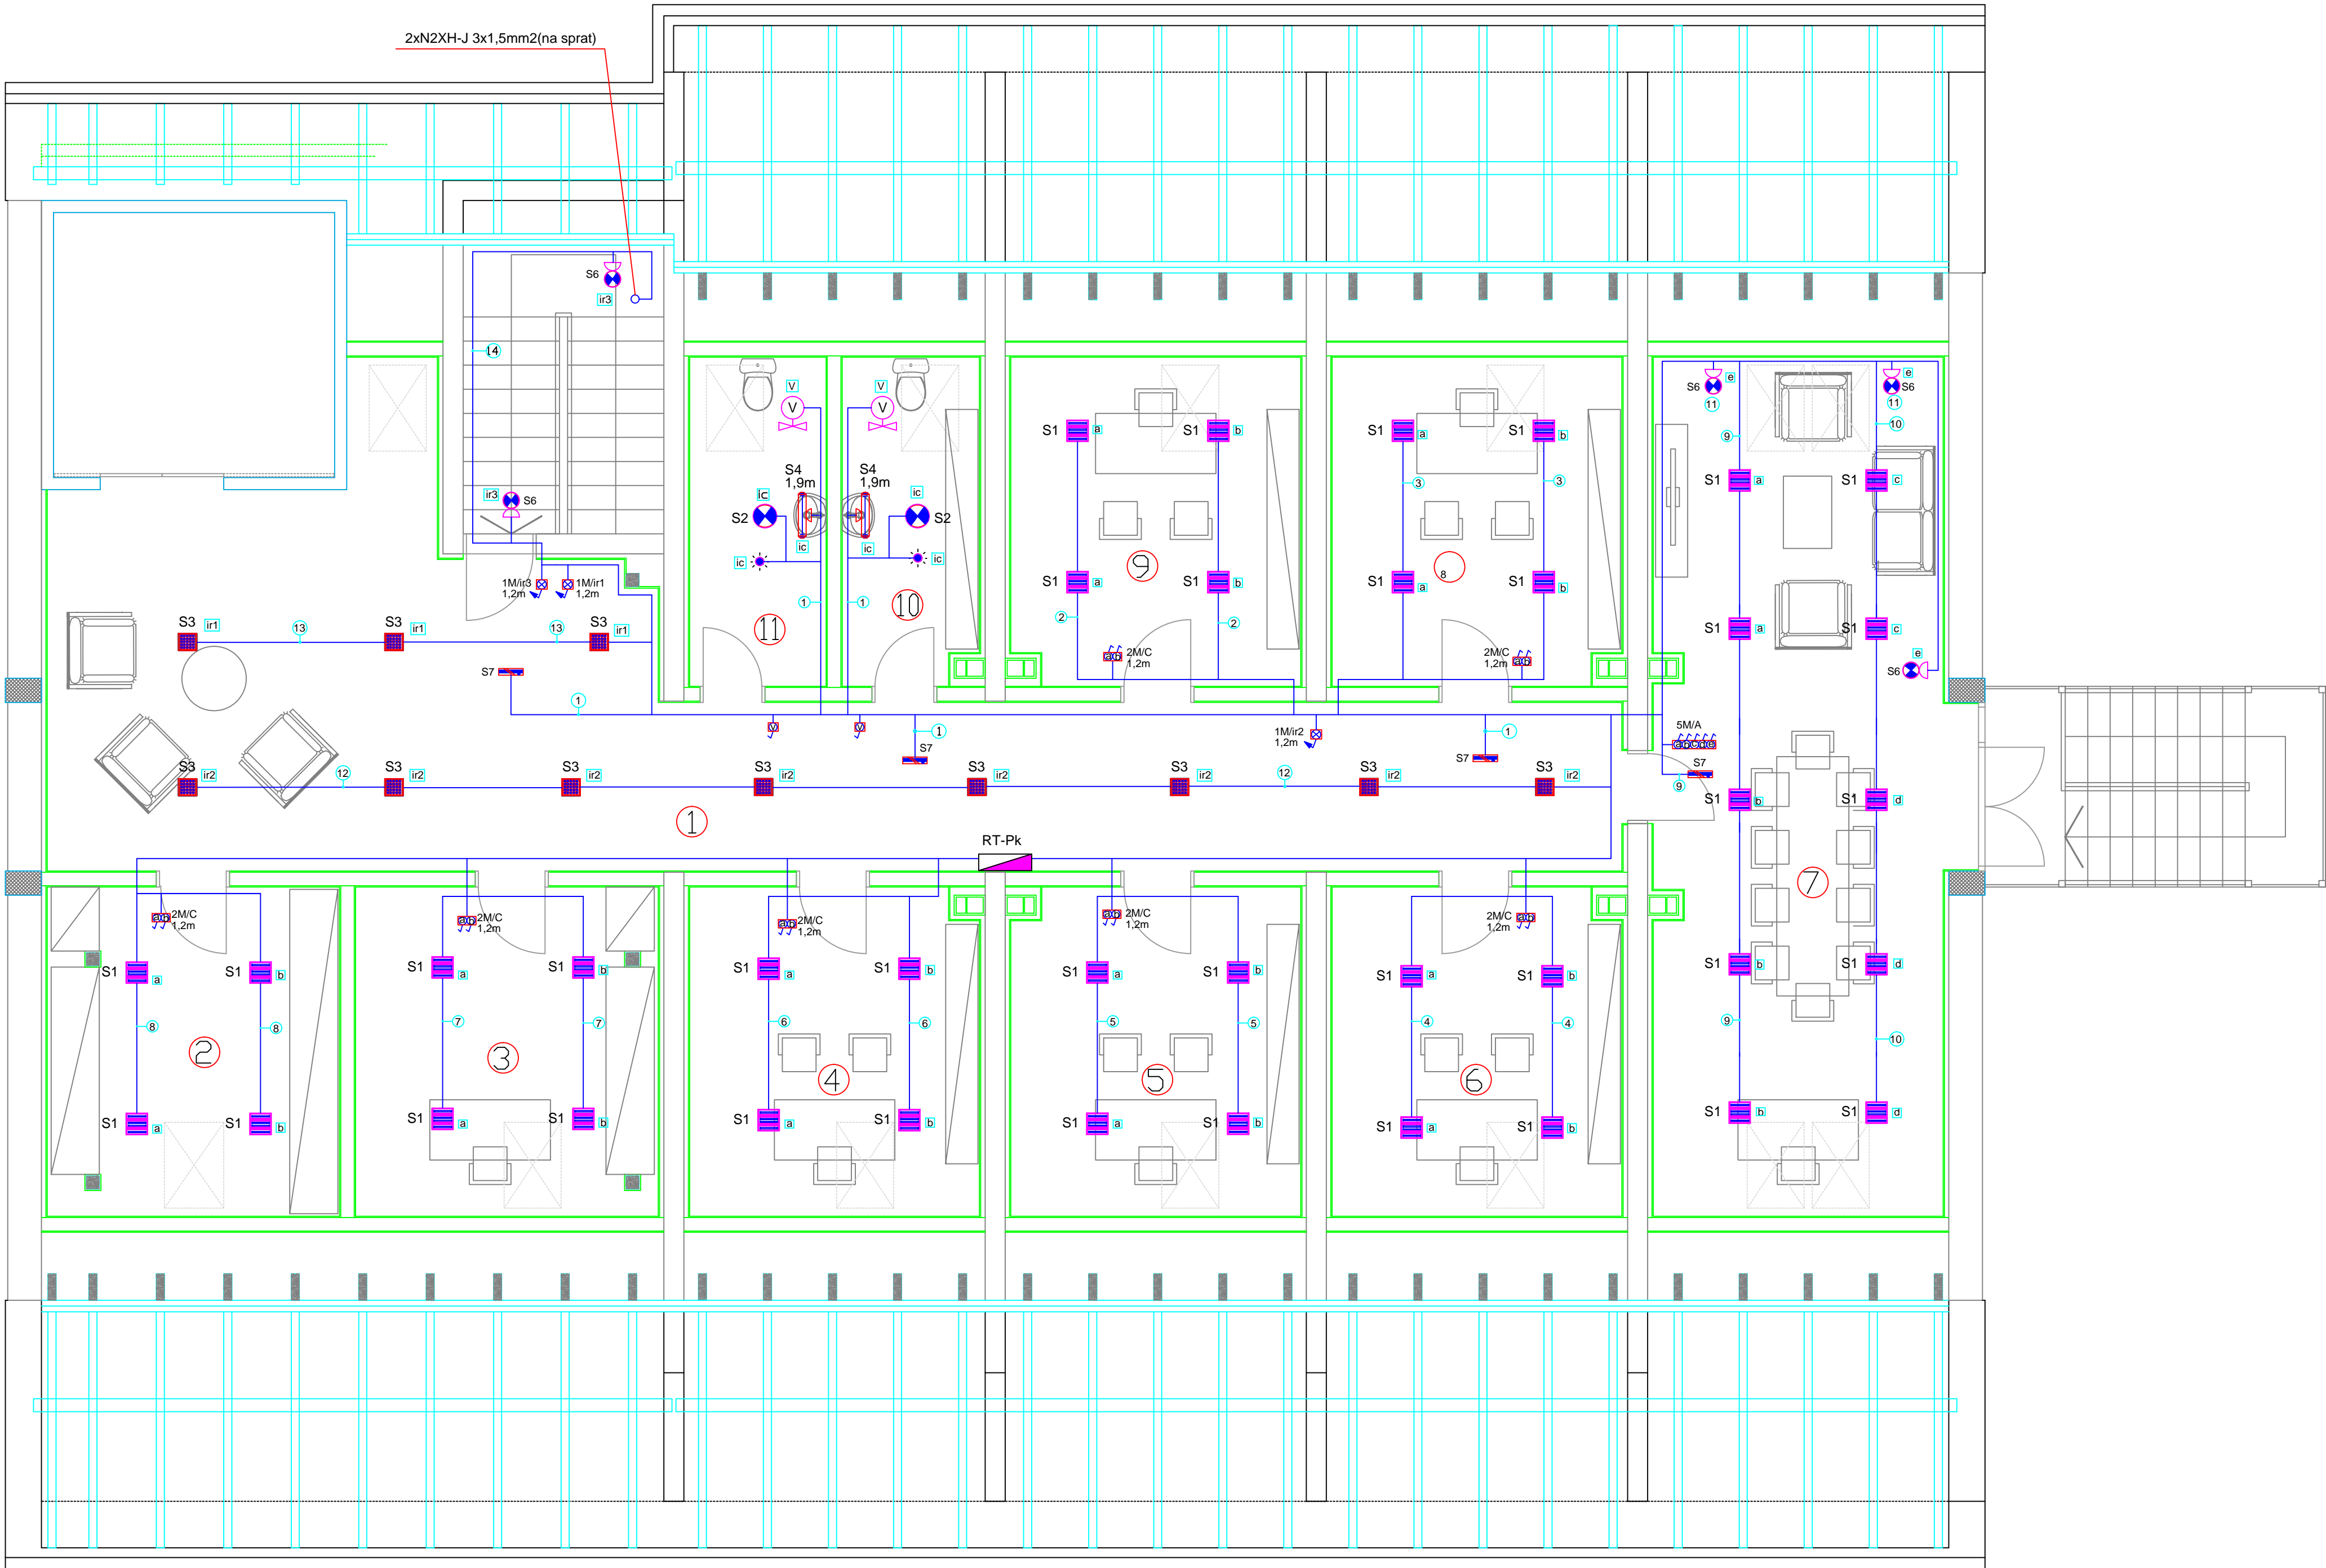 2xN2XH-J 3x1,5mm2(na sprat)
S6
ir3
14
ir3
S6
V
V
V
V
S4
1,9m
S4
1,9m
ic
ic
S2
S2
ic
ic
ic
ic
1
1
11
10
S1
a
S1
b
S1
a
S1
b
9
2
2
2M/C
1,2m
ab
S1
a
S1
b
3
3
S1
a
S1
b
8
2M/C
1,2m
ab
S6
e
11
e
S6
11
9
10
S1
a
S1
c
S1
a
S1
c
e
S6
5M/A
abcde
S7
9
S1
b
S1
d
7
S1
b
S1
d
9
10
S1
b
S1
d
1M/ir3
1,2m
1M/ir1
1,2m
S3
ir1
13
S3
ir1
13
S3
ir1
S7
1
V
V
1
S7
1M/ir2
1,2m
S7
1
S3
ir2
12
S3
ir2
S3
ir2
S3
ir2
S3
ir2
S3
ir2
12
S3
ir2
S3
ir2
1
RT-Pk
ab
2M/C
1,2m
S1
a
S1
b
8
8
2
S1
a
S1
b
ab
2M/C
1,2m
S1
a
S1
b
7
7
3
S1
a
S1
b
ab
2M/C
1,2m
S1
a
S1
b
6
6
4
S1
a
S1
b
ab
2M/C
1,2m
S1
a
S1
b
5
5
5
S1
a
S1
b
2M/C
1,2m
ab
S1
a
S1
b
4
4
6
S1
a
S1
b